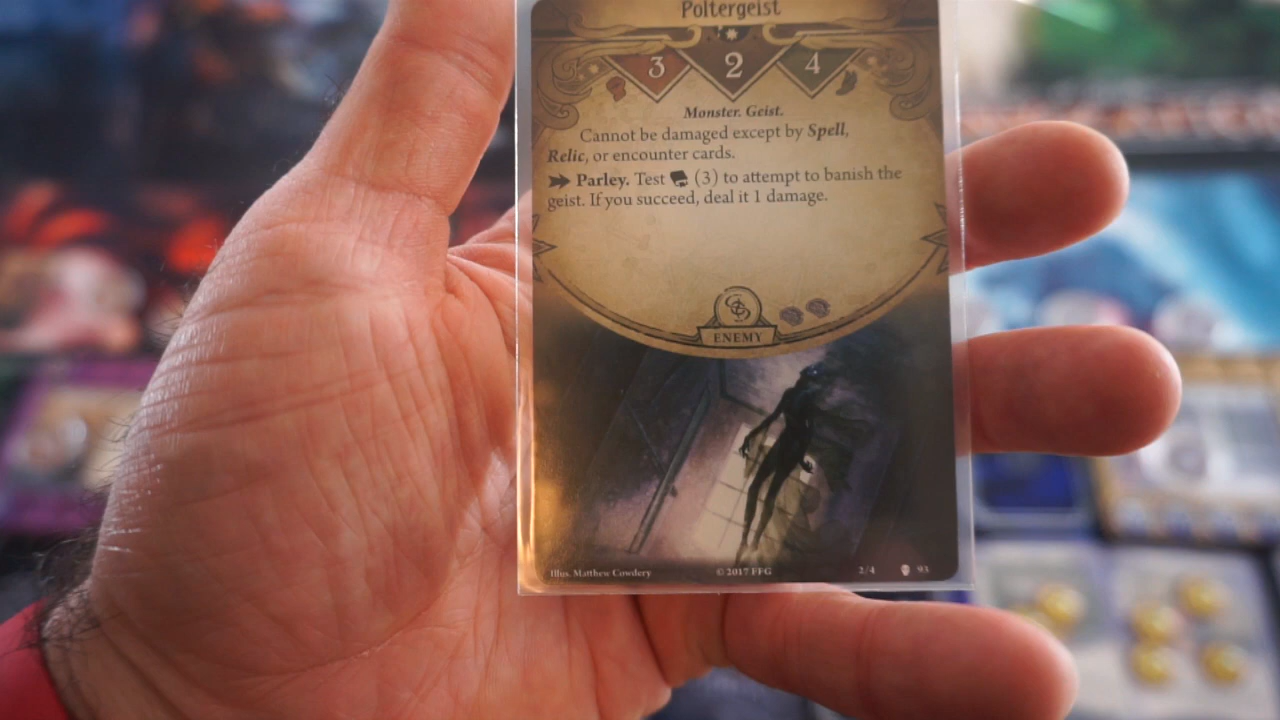 Poltergeist
3 2 4
Monster. Geist.
Cannot be damaged except by Spell,
Relic, or encounter cards.
Parley. Test (3) to attempt to banish the
geist. If you succeed, deal it 1 damage.
ENEMY
Illus. Matthew Cowdery © 2017 FFG 2/4 93